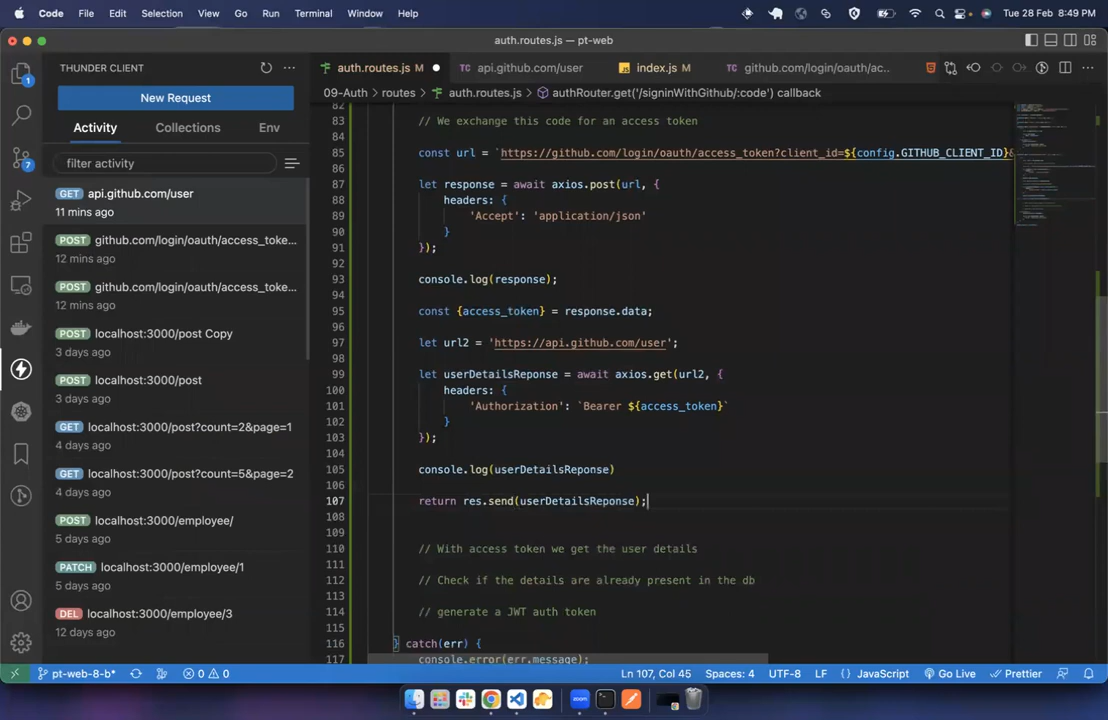 Code File Edit Selection View Go Run Terminal Window Help Tue 28 Feb 8:49 PM
auth.routes.js — pt-web
THUNDER CLIENT
New Request
Activity Collections Env
filter activity
GET api.github.com/user
11 mins ago
POST github.com/login/oauth/access_toke...
12 mins ago
POST github.com/login/oauth/access_toke...
12 mins ago
POST localhost:3000/post Copy
3 days ago
POST localhost:3000/post
3 days ago
GET localhost:3000/post?count=2&page=1
4 days ago
GET localhost:3000/post?count=5&page=2
4 days ago
POST localhost:3000/employee/
5 days ago
PATCH localhost:3000/employee/1
5 days ago
DEL localhost:3000/employee/3
12 days ago
1
7
auth.routes.js M TC api.github.com/user JS index.js M TC github.com/login/oauth/ac..
09-Auth > routes > auth.routes.js > authRouter.get('/signinWithGithub/:code') callback
82
83 // We exchange this code for an access token
84
85 const url = `https://github.com/login/oauth/access_token?client_id=${config.GITHUB_CLIENT_ID}&
86
87 let response = await axios.post(url, {
88 headers: {
89 'Accept': 'application/json'
90 }
91 });
92
93 console.log(response);
94
95 const {access_token} = response.data;
96
97 let url2 = 'https://api.github.com/user';
98
99 let userDetailsReponse = await axios.get(url2, {
100 headers: {
101 'Authorization': `Bearer ${access_token}`
102 }
103 });
104
105 console.log(userDetailsReponse)
106
107 return res.send(userDetailsReponse);
108
109
110 // With access token we get the user details
111
112 // Check if the details are already present in the db
113
114 // generate a JWT auth token
115
116 } catch(err) {
117 console.error(err.message);
pt-web-8-b* 0 0 Ln 107, Col 45 Spaces: 4 UTF-8 LF {} JavaScript Go Live Prettier
zoom